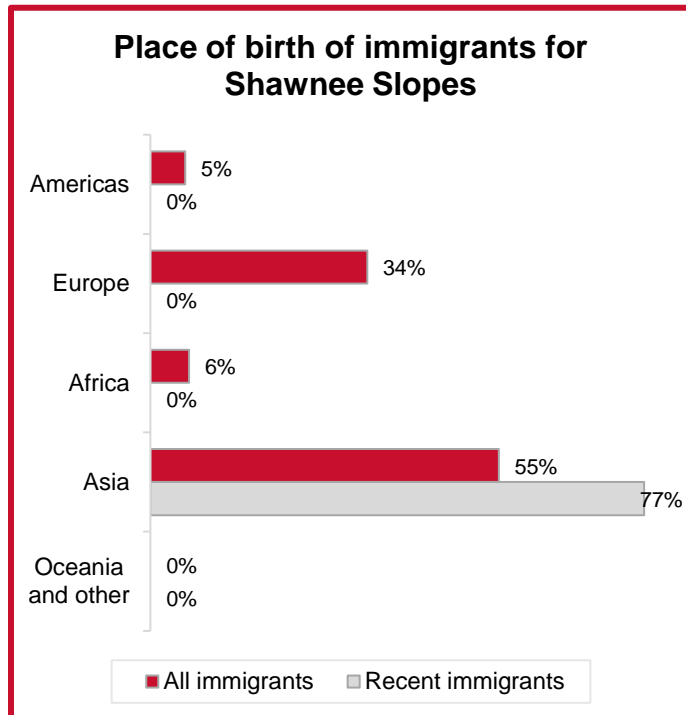 Place of birth of immigrants for
Shawnee Slopes
Americas
5%
0%
Europe
34%
0%
Africa
6%
0%
Asia
55%
77%
Oceania
and other
0%
0%
All immigrants
Recent immigrants